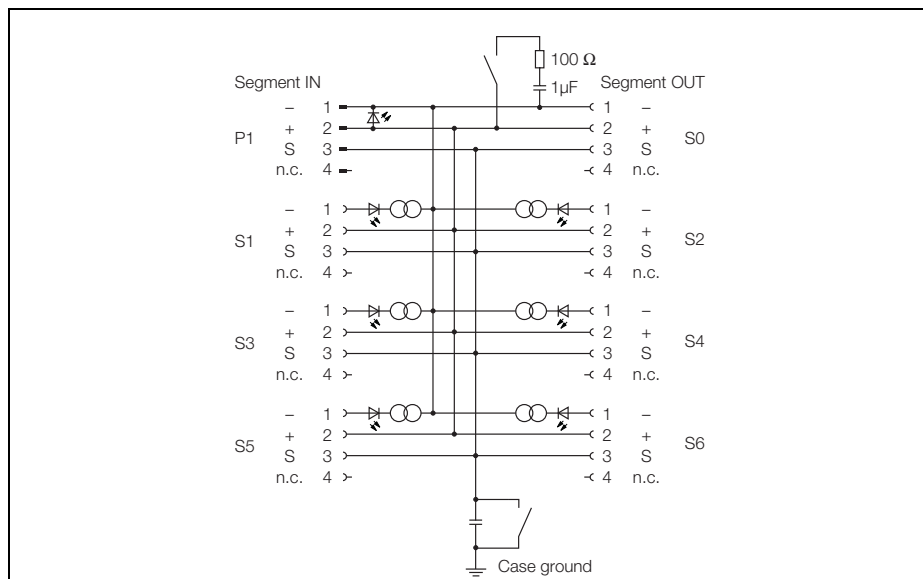 100 Ω
Segment IN 1µF Segment OUT
– 1 1 –
+ 2 2 +
P1 S 3 3 S S0
n.c. 4 4 n.c.
– 1 1 –
+ 2 2 +
S1 S 3 3 S S2
n.c. 4 4 n.c.
– 1 1 –
+ 2 2 +
S3 S 3 3 S S4
n.c. 4 4 n.c.
– 1 1 –
+ 2 2 +
S5 S 3 3 S S6
n.c. 4 4 n.c.
Case ground